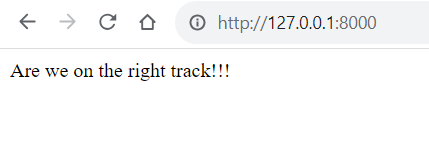 http://127.0.0.1:8000
Are we on the right track!!!